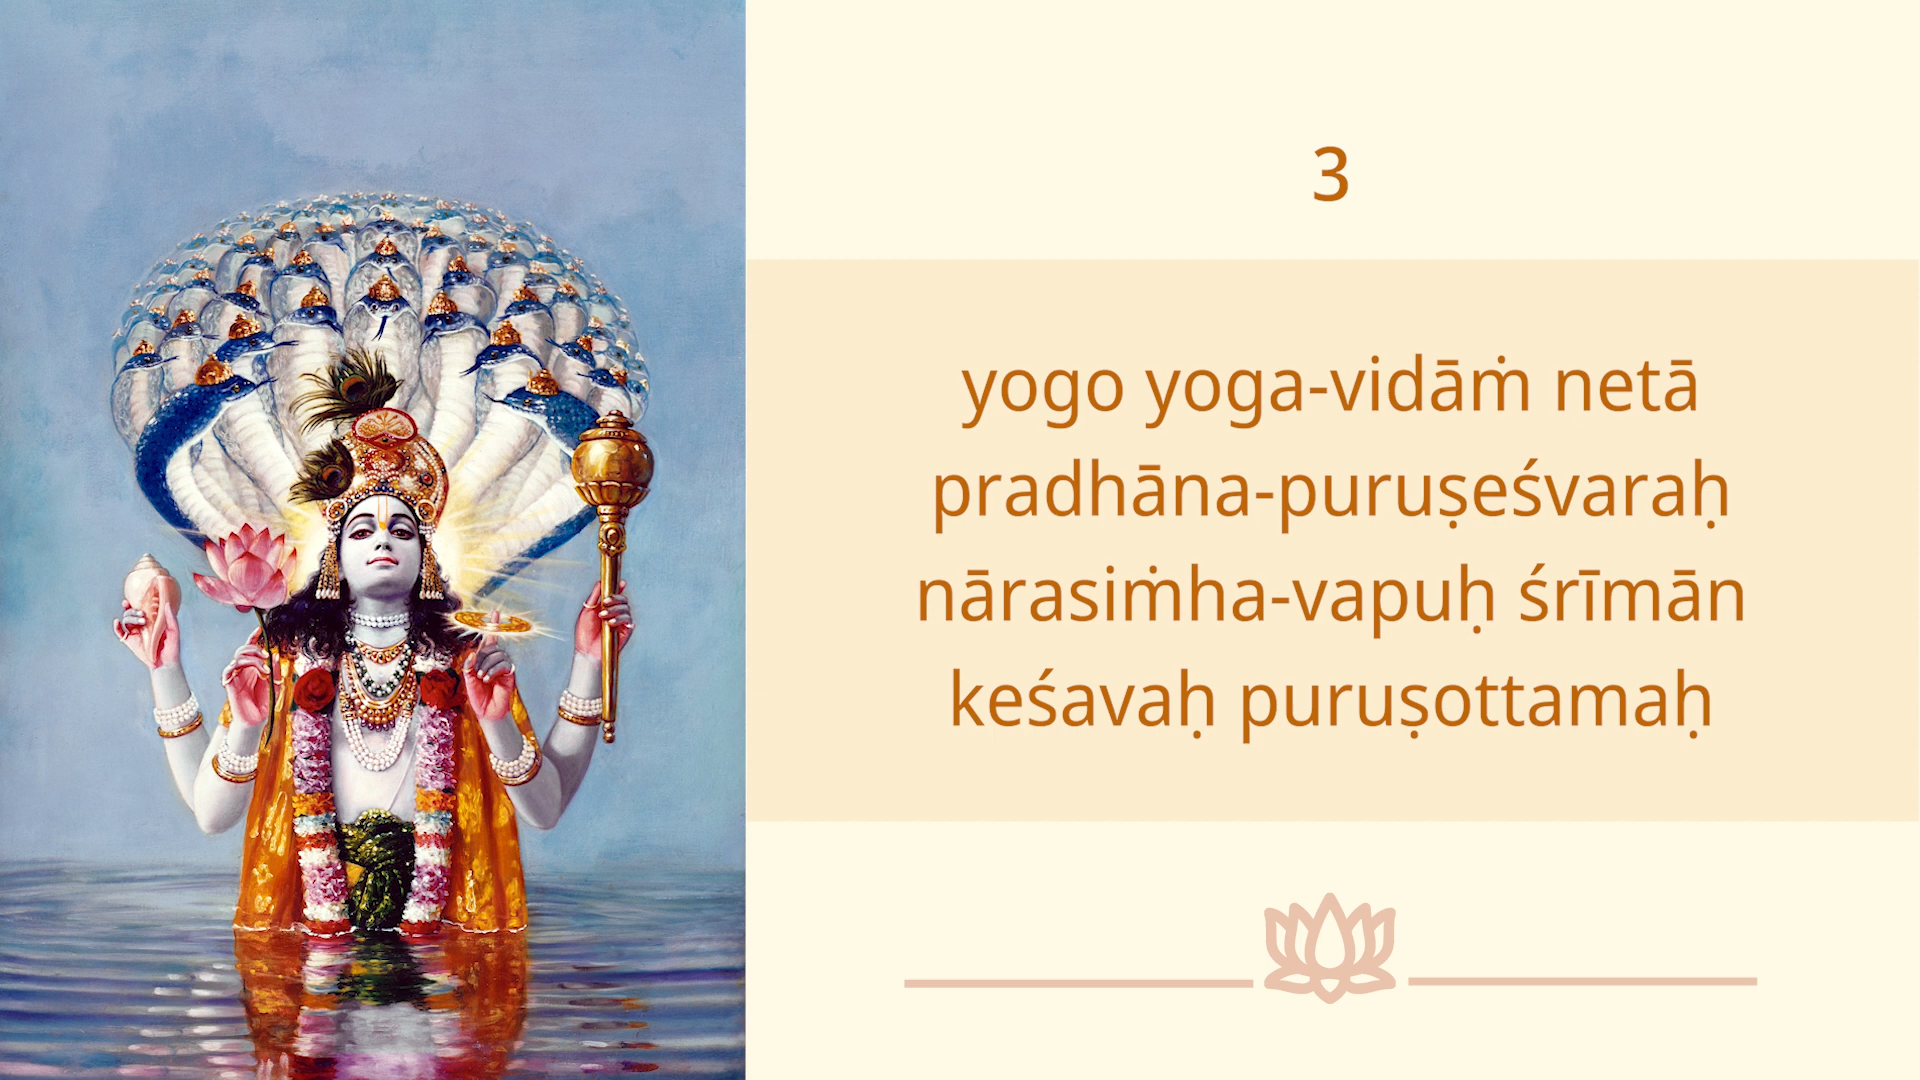 3
yogo yoga-vidāṁ netā
pradhāna-puruṣeśvaraḥ
nārasiṁha-vapuḥ śrīmān
keśavaḥ puruṣottamaḥ